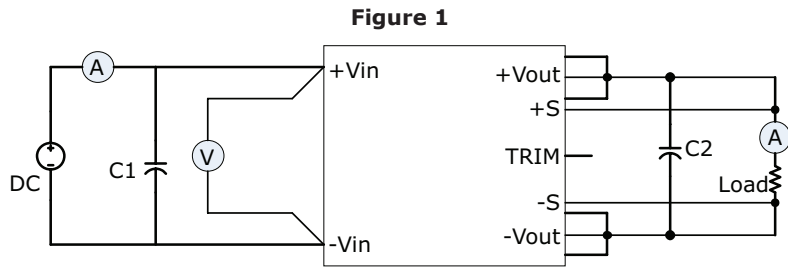 Figure 1
A
+Vin
+Vout
+S
A
DC
+
-
C1
V
TRIM
C2
Load
-S
-Vin
-Vout